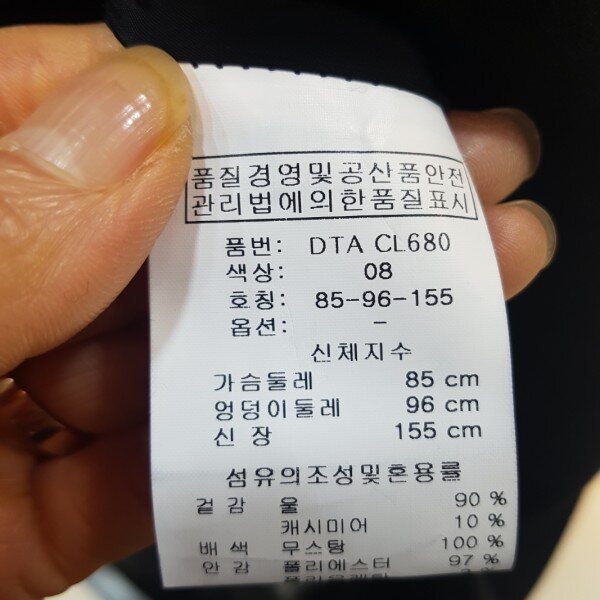 품질경영및공산품안전
관리법에의한품질표시
품번: DTA CL680
색상: 08
호칭: 85-96-155
옵션: -
신체지수
가슴둘레 85 cm
엉덩이둘레 96 cm
신 장 155 cm
섬유의조성및혼용률
겉 감 울 90 %
캐시미어 10 %
배 색 무스탕 100 %
안 감 폴리에스터 97 %